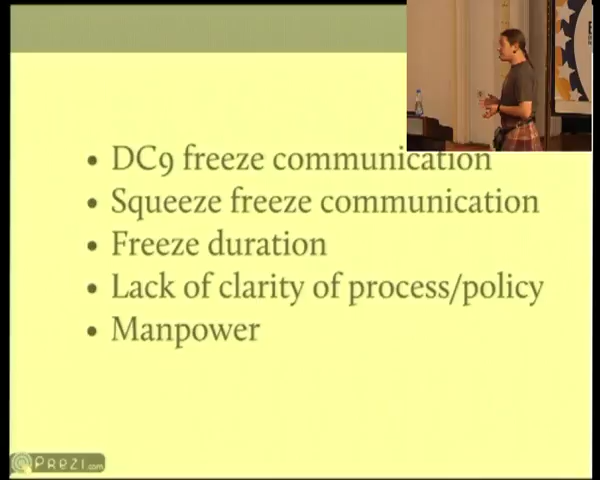 • DC9 freeze communication
• Squeeze freeze communication
• Freeze duration
• Lack of clarity of process/policy
• Manpower
PREZI.com